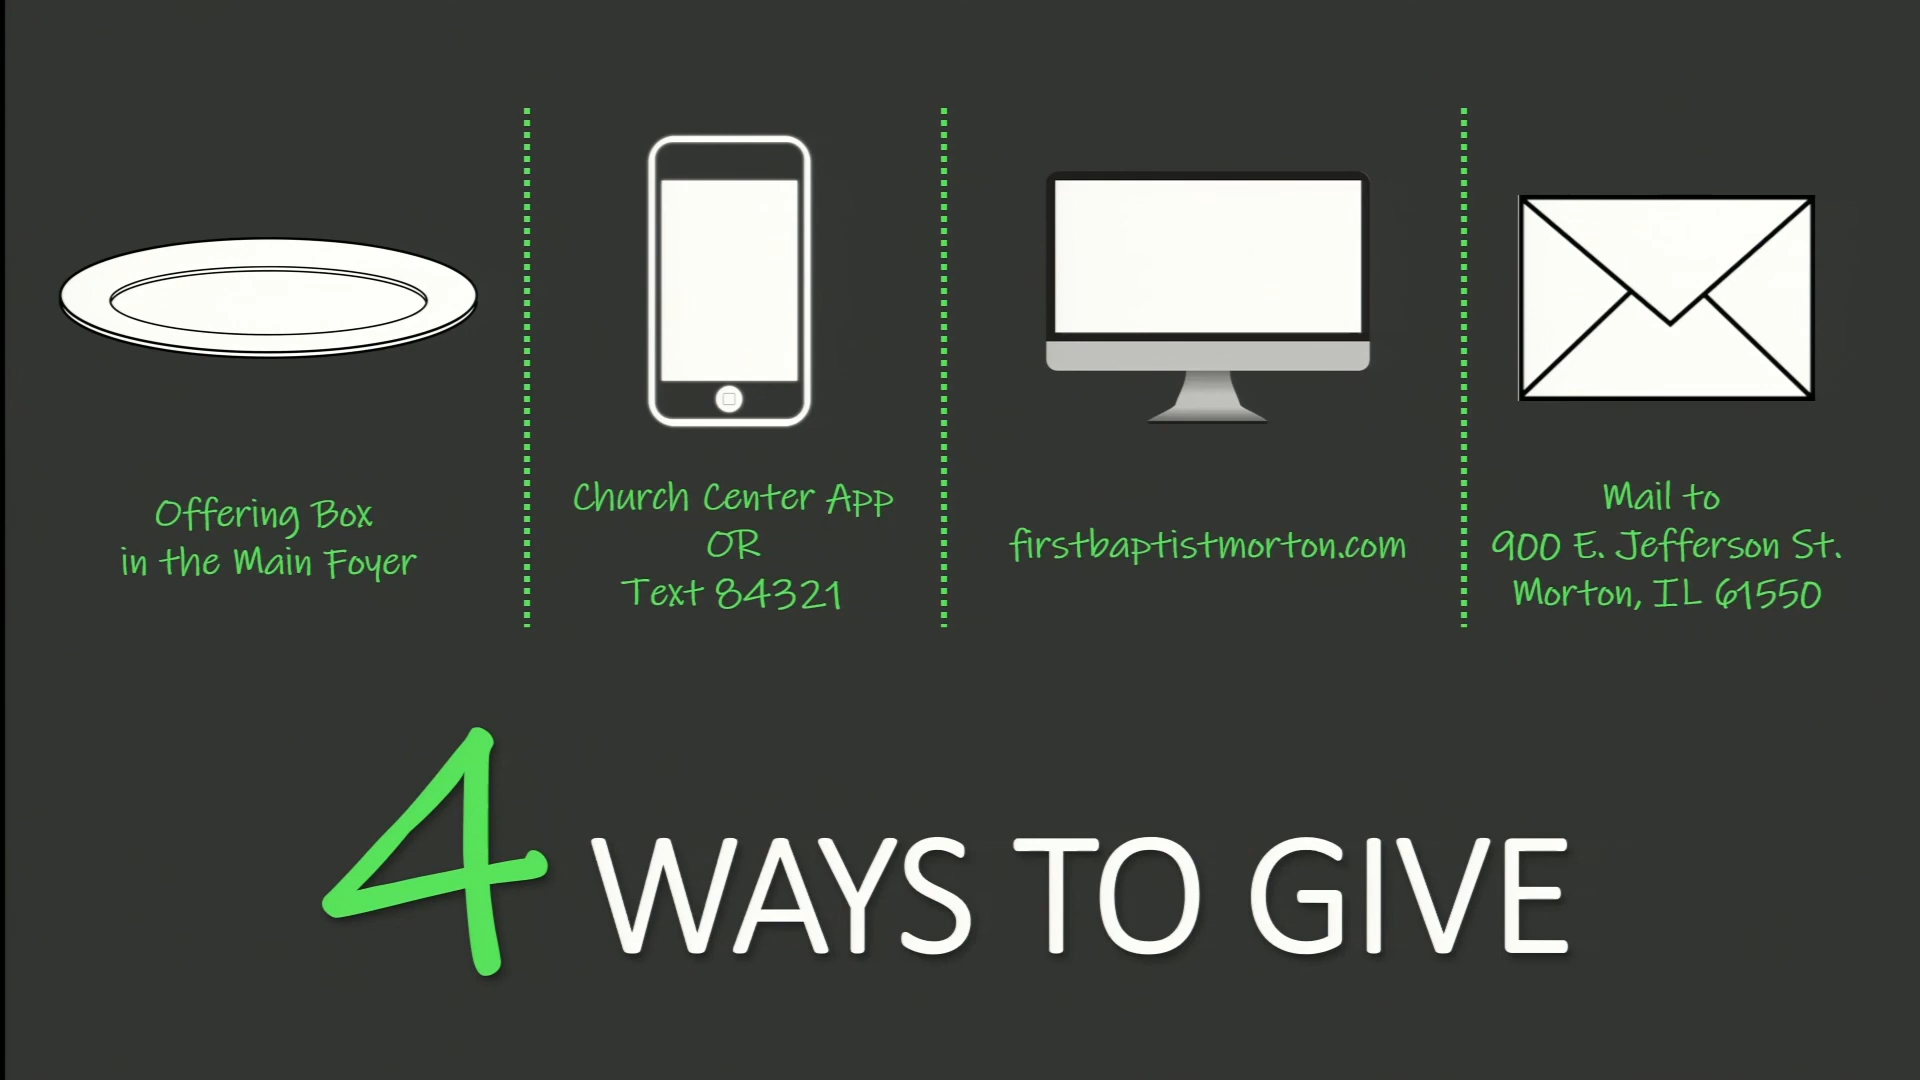 Offering Box
in the Main Foyer
Church Center App
OR
Text 84321
firstbaptistmorton.com
Mail to
900 E. Jefferson St.
Morton, IL 61550
4 WAYS TO GIVE